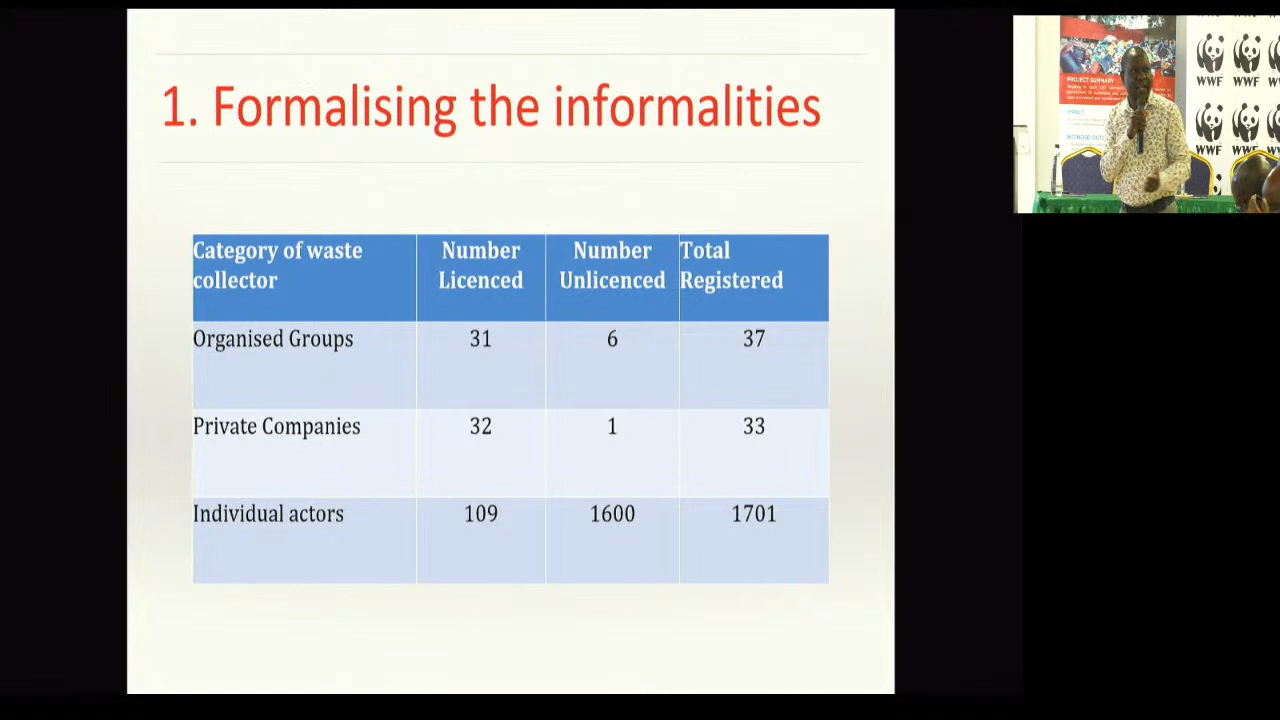 1. Formalising the informalities
Category of waste collector
Number Licenced
Number Unlicenced
Total Registered
Organised Groups 31 6 37
Private Companies 32 1 33
Individual actors 109 1600 1701
PROJECT SUMMARY
WWF WWF WWF
WWF WWF WWF